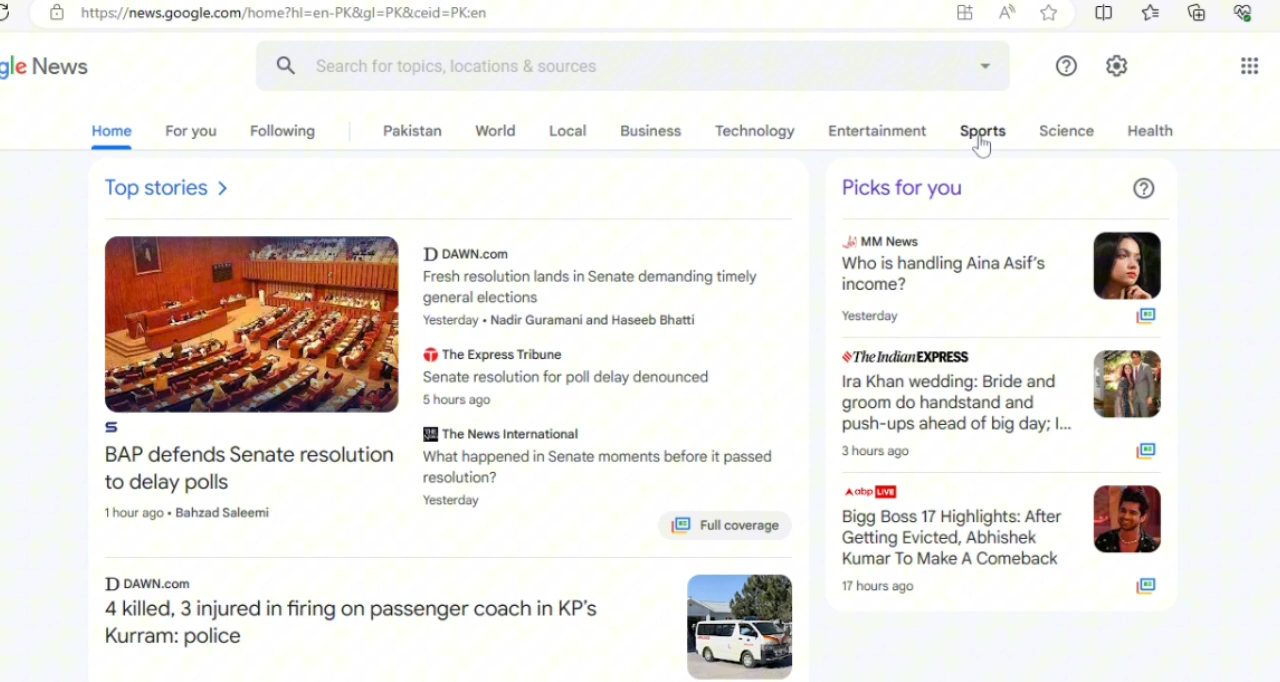 https://news.google.com/home?hl=en-PK&gl=PK&ceid=PK:en
gle News
Search for topics, locations & sources
Home For you Following Pakistan World Local Business Technology Entertainment Sports Science Health
Top stories
BAP defends Senate resolution
to delay polls
1 hour ago • Bahzad Saleemi
DAWN.com
Fresh resolution lands in Senate demanding timely
general elections
Yesterday • Nadir Guramani and Haseeb Bhatti
The Express Tribune
Senate resolution for poll delay denounced
5 hours ago
The News International
What happened in Senate moments before it passed
resolution?
Yesterday
Full coverage
DAWN.com
4 killed, 3 injured in firing on passenger coach in KP's
Kurram: police
Picks for you
MM News
Who is handling Aina Asif's
income?
Yesterday
The Indian EXPRESS
Ira Khan wedding: Bride and
groom do handstand and
push-ups ahead of big day; I...
3 hours ago
abp LIVE
Bigg Boss 17 Highlights: After
Getting Evicted, Abhishek
Kumar To Make A Comeback
17 hours ago